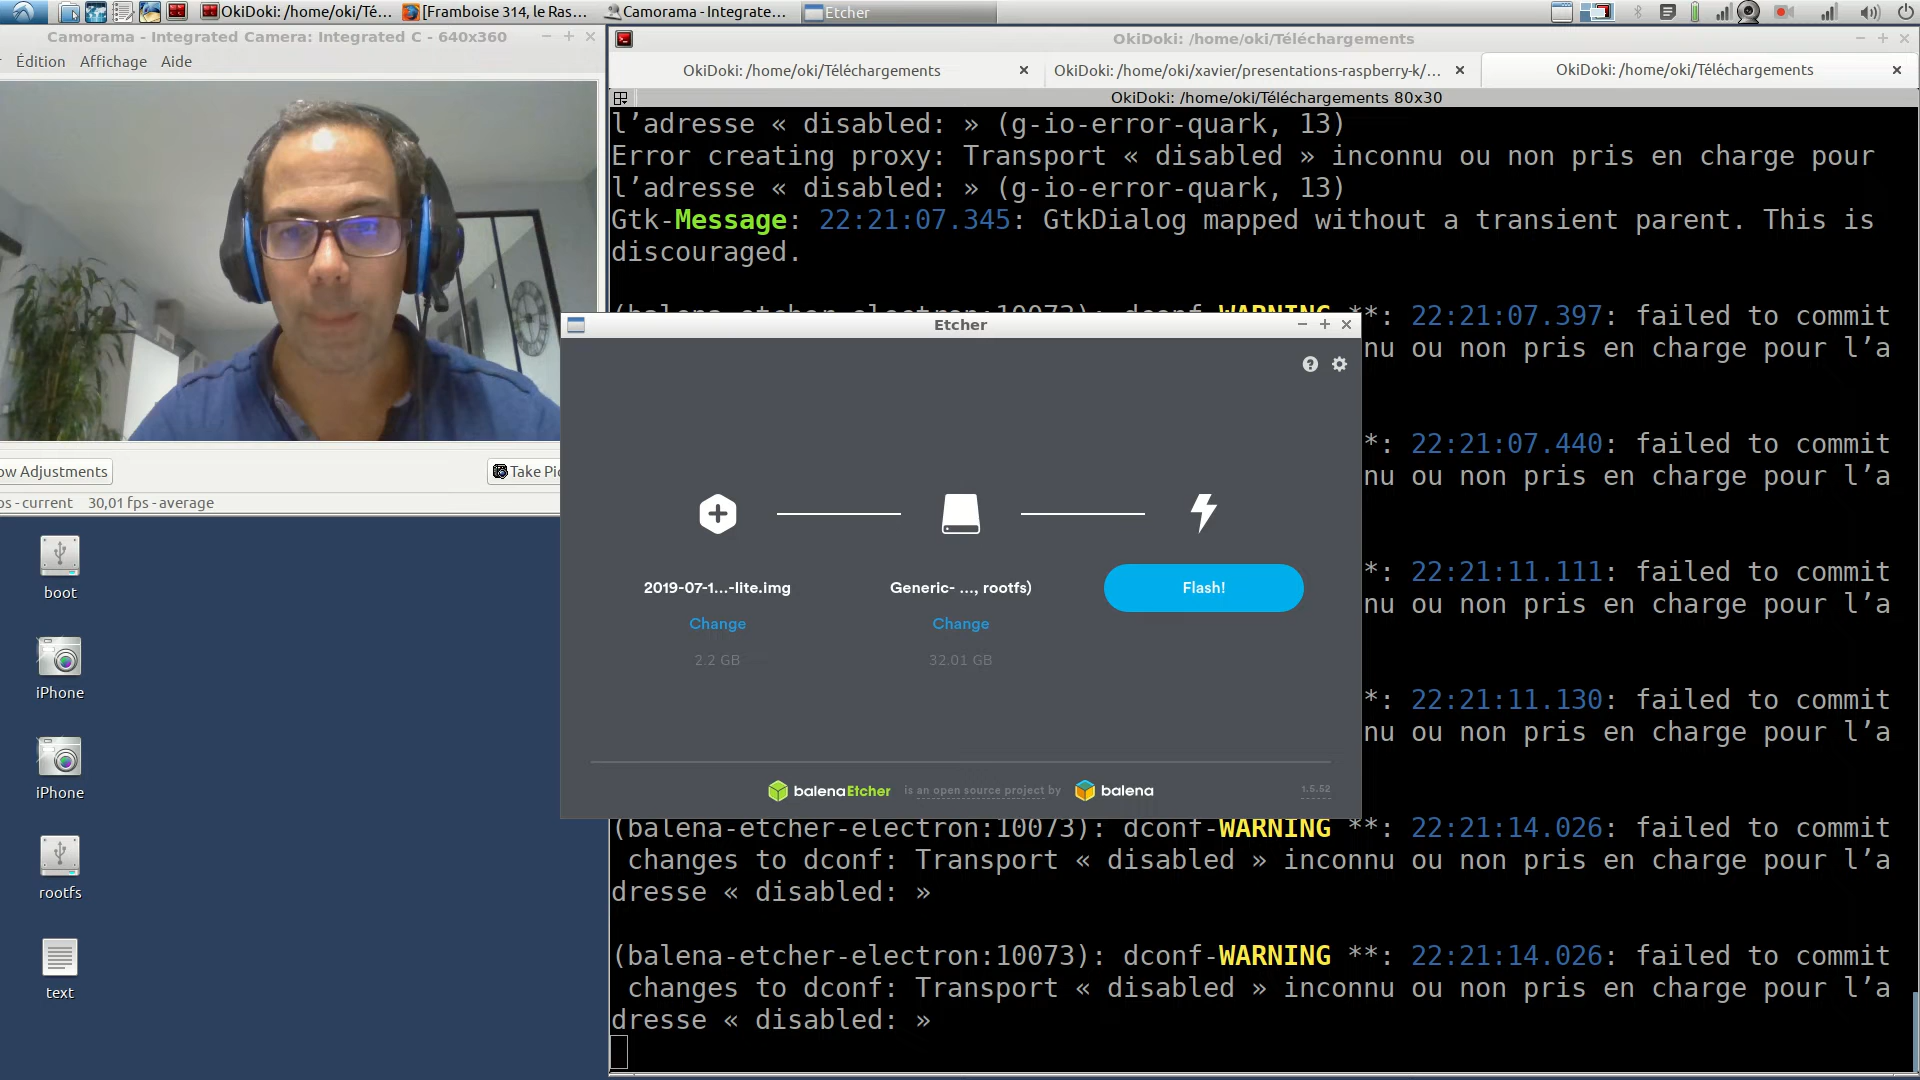 OkiDoki: /home/oki/Té...
[Framboise 314, le Ras...
Camorama - Integrate...
Etcher
Camorama - Integrated Camera: Integrated C - 640x360
Édition Affichage Aide
ow Adjustments
Take Pi
ps - current 30,01 fps - average
boot
iPhone
iPhone
rootfs
text
OkiDoki: /home/oki/Téléchargements
OkiDoki: /home/oki/Téléchargements
OkiDoki: /home/oki/xavier/presentations-raspberry-k/...
OkiDoki: /home/oki/Téléchargements
OkiDoki: /home/oki/Téléchargements 80x30
l’adresse « disabled: » (g-io-error-quark, 13)
Error creating proxy: Transport « disabled » inconnu ou non pris en charge pour
l’adresse « disabled: » (g-io-error-quark, 13)
Gtk-Message: 22:21:07.345: GtkDialog mapped without a transient parent. This is
discouraged.
(balena-etcher-electron:10073): dconf-WARNING **: 22:21:07.397: failed to commit
nu ou non pris en charge pour l’a
*: 22:21:07.440: failed to commit
nu ou non pris en charge pour l’a
*: 22:21:11.111: failed to commit
nu ou non pris en charge pour l’a
*: 22:21:11.130: failed to commit
nu ou non pris en charge pour l’a
(balena-etcher-electron:10073): dconf-WARNING **: 22:21:14.026: failed to commit
changes to dconf: Transport « disabled » inconnu ou non pris en charge pour l’a
dresse « disabled: »
(balena-etcher-electron:10073): dconf-WARNING **: 22:21:14.026: failed to commit
changes to dconf: Transport « disabled » inconnu ou non pris en charge pour l’a
dresse « disabled: »
Etcher
2019-07-1...-lite.img
Change
2.2 GB
Generic- ..., rootfs)
Change
32.01 GB
Flash!
balenaEtcher is an open source project by balena
1.5.52